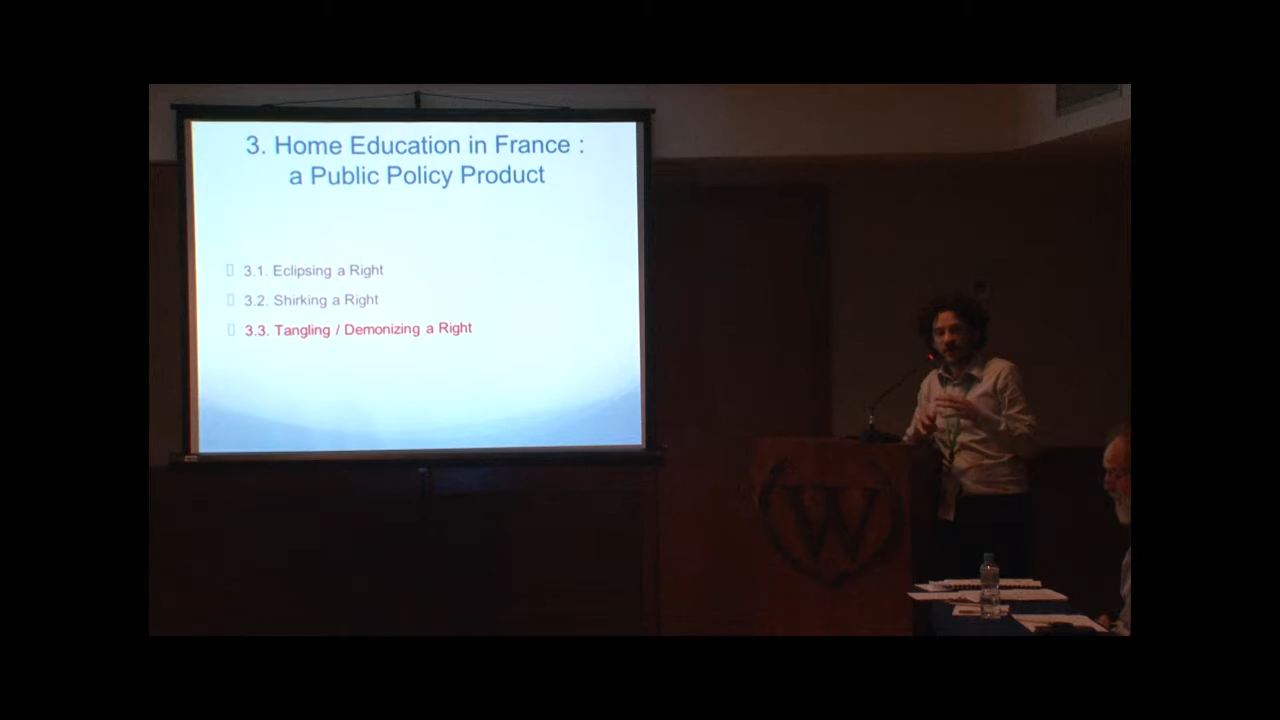 3. Home Education in France :
a Public Policy Product
3.1. Eclipsing a Right
3.2. Shirking a Right
3.3. Tangling / Demonizing a Right
W